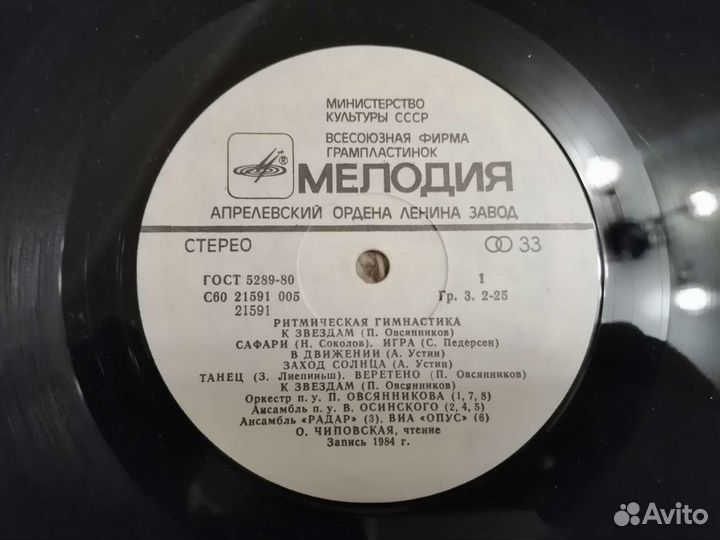 МИНИСТЕРСТВО
КУЛЬТУРЫ СССР
ВСЕСОЮЗНАЯ ФИРМА
ГРАМПЛАСТИНОК
®
МЕЛОДИЯ
АПРЕЛЕВСКИЙ ОРДЕНА ЛЕНИНА ЗАВОД
СТЕРЕО 33
ГОСТ 5289-80 1
С60 21591 005 Гр. 3. 2-25
21591
РИТМИЧЕСКАЯ ГИМНАСТИКА
К ЗВЕЗДАМ (П. Овсянников)
САФАРИ (Н. Соколов). ИГРА (С. Педерсен)
В ДВИЖЕНИИ (А. Устин)
ЗАХОД СОЛНЦА (А. Устин)
ТАНЕЦ (З. Лиепиньш). ВЕРЕТЕНО (П. Овсянников)
К ЗВЕЗДАМ (П. Овсянников)
Оркестр п. у. П. ОВСЯННИКОВА (1, 7, 8)
Ансамбль п. у. В. ОСИНСКОГО (2, 4, 5)
Ансамбль «РАДАР» (3), ВИА «ОПУС» (6)
О. ЧИПОВСКАЯ, чтение
Запись 1984 г.
Avito